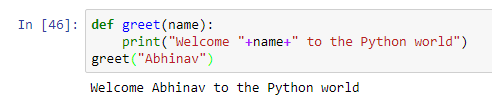 In [46]: def greet(name):
    print("Welcome "+name+" to the Python world")
greet("Abhinav")
Welcome Abhinav to the Python world